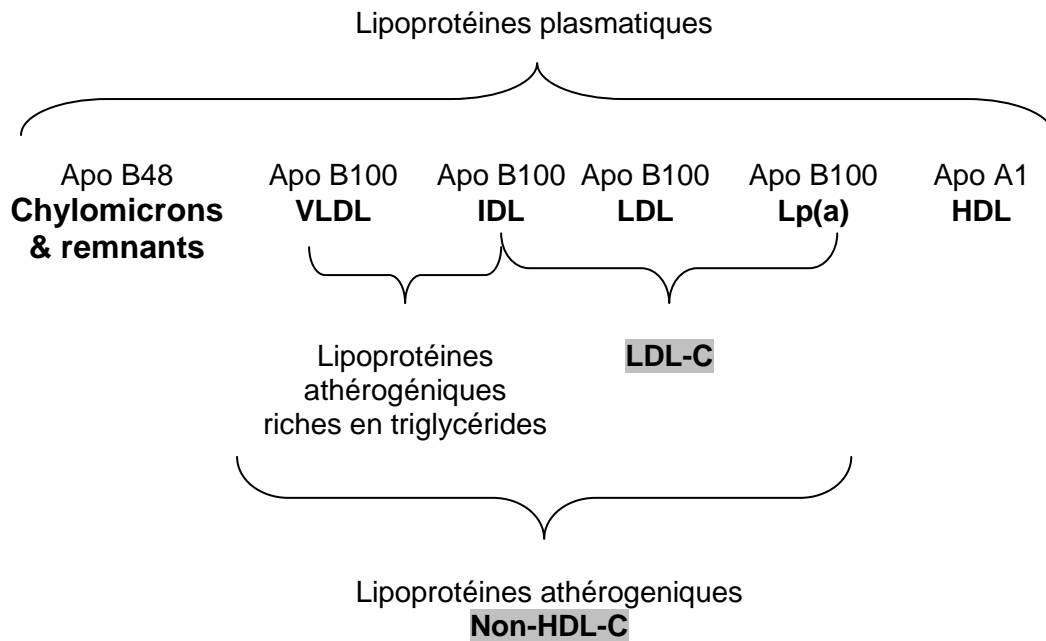 Lipoprotéines plasmatiques
Apo B48 Apo B100 Apo B100 Apo B100 Apo B100 Apo A1
Chylomicrons VLDL IDL LDL Lp(a) HDL
& remnants
Lipoprotéines LDL-C
athérogéniques
riches en triglycérides
Lipoprotéines athérogeniques
Non-HDL-C